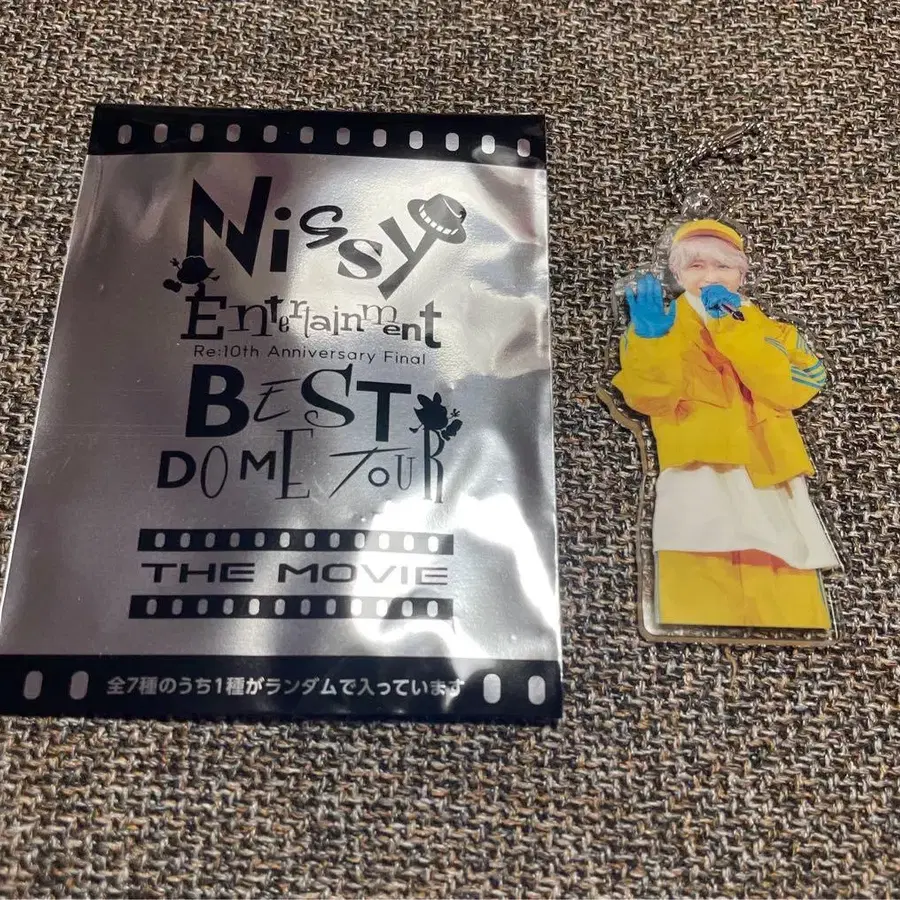 Nissy
Entertainment
Re:10th Anniversary Final
BEST
DOME TOUR
THE MOVIE
全7種のうち1種がランダムで入っています